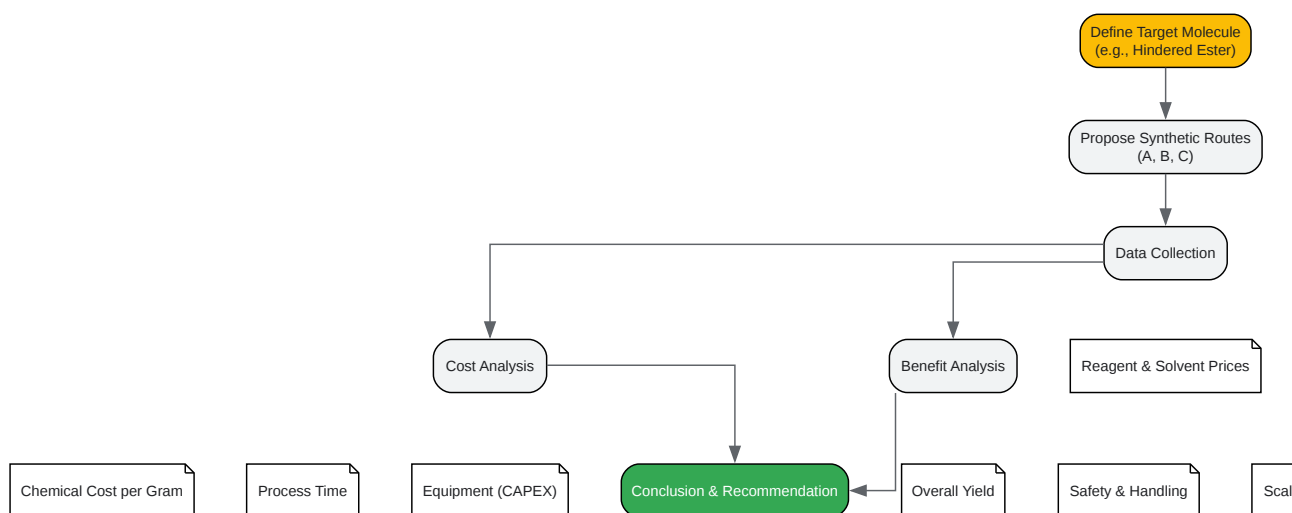 Define Target Molecule
(e.g., Hindered Ester)
Propose Synthetic Routes
(A, B, C)
Data Collection
Cost Analysis
Benefit Analysis
Reagent & Solvent Prices
Chemical Cost per Gram
Process Time
Equipment (CAPEX)
Conclusion & Recommendation
Overall Yield
Safety & Handling